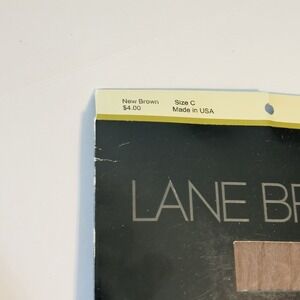 New Brown Size C
$4.00 Made in USA
LANE BR